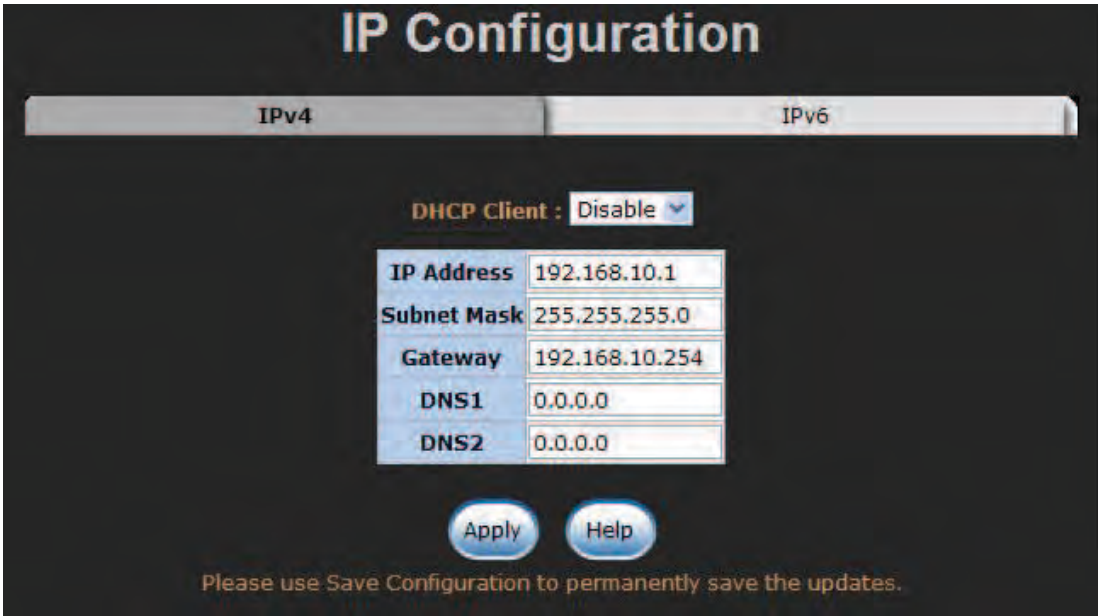 IP Configuration
IPv4 IPv6
DHCP Client : Disable
IP Address 192.168.10.1
Subnet Mask 255.255.255.0
Gateway 192.168.10.254
DNS1 0.0.0.0
DNS2 0.0.0.0
Apply Help
Please use Save Configuration to permanently save the updates.